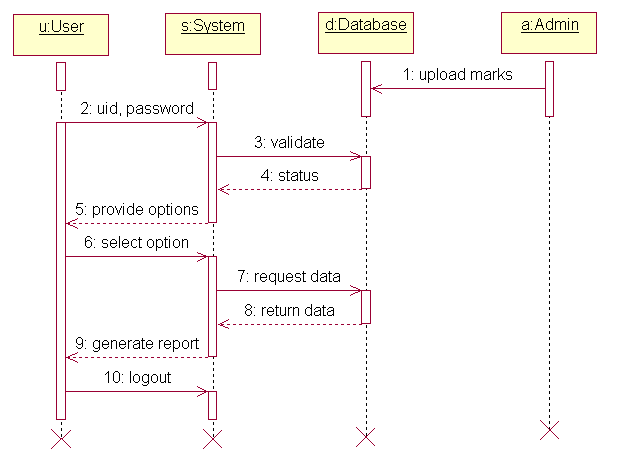 u:User
s:System
d:Database
a:Admin
1: upload marks
2: uid, password
3: validate
4: status
5: provide options
6: select option
7: request data
8: return data
9: generate report
10: logout